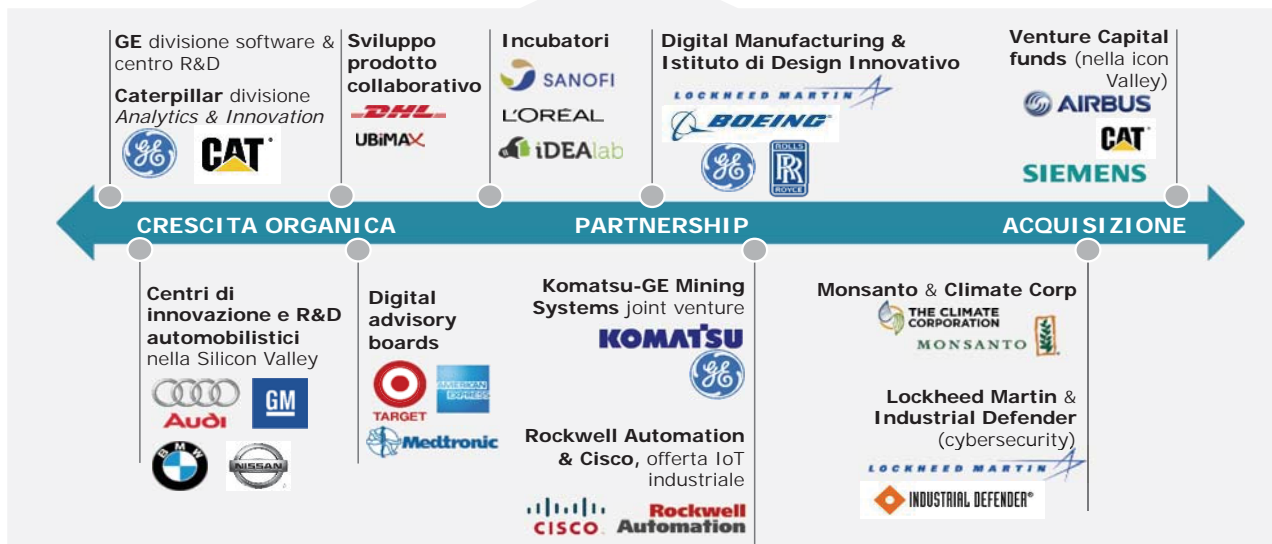 GE divisione software &
centro R&D
Caterpillar divisione
Analytics & Innovation
GE
CAT
Sviluppo
prodotto
collaborativo
DHL
UBiMAX
Incubatori
SANOFI
L'ORÉAL
iDEAlab
Digital Manufacturing &
Istituto di Design Innovativo
LOCKHEED MARTIN
BOEING
GE
ROLLS
RR
ROYCE
Venture Capital
funds (nella icon
Valley)
AIRBUS
CAT
SIEMENS
CRESCITA ORGANICA
PARTNERSHIP
ACQUISIZIONE
Centri di
innovazione e R&D
automobilistici
nella Silicon Valley
Audi
GM
BMW
NISSAN
Digital
advisory
boards
TARGET
AMERICAN
EXPRESS
Medtronic
Komatsu-GE Mining
Systems joint venture
KOMATSU
GE
Rockwell Automation
& Cisco, offerta IoT
industriale
CISCO
Rockwell
Automation
Monsanto & Climate Corp
THE CLIMATE
CORPORATION
MONSANTO
Lockheed Martin &
Industrial Defender
(cybersecurity)
LOCKHEED MARTIN
INDUSTRIAL DEFENDER®